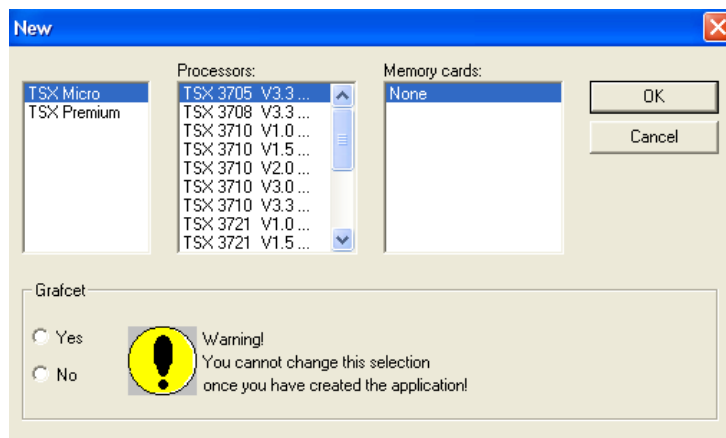 New
TSX Micro
TSX Premium
Processors:
TSX 3705 V3.3 ...
TSX 3708 V3.3 ...
TSX 3710 V1.0 ...
TSX 3710 V1.5 ...
TSX 3710 V2.0 ...
TSX 3710 V3.0 ...
TSX 3710 V3.3 ...
TSX 3721 V1.0 ...
TSX 3721 V1.5 ...
Memory cards:
None
OK
Cancel
Grafcet
Yes
No
Warning!
You cannot change this selection
once you have created the application!